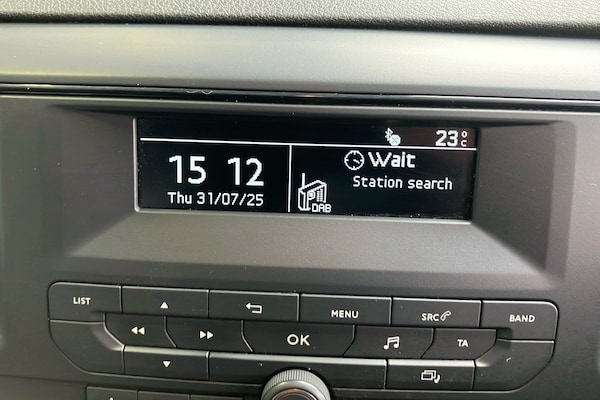 23°C
15 12
Wait
Station search
Thu 31/07/25
DAB
LIST
MENU
SRC
BAND
OK
TA